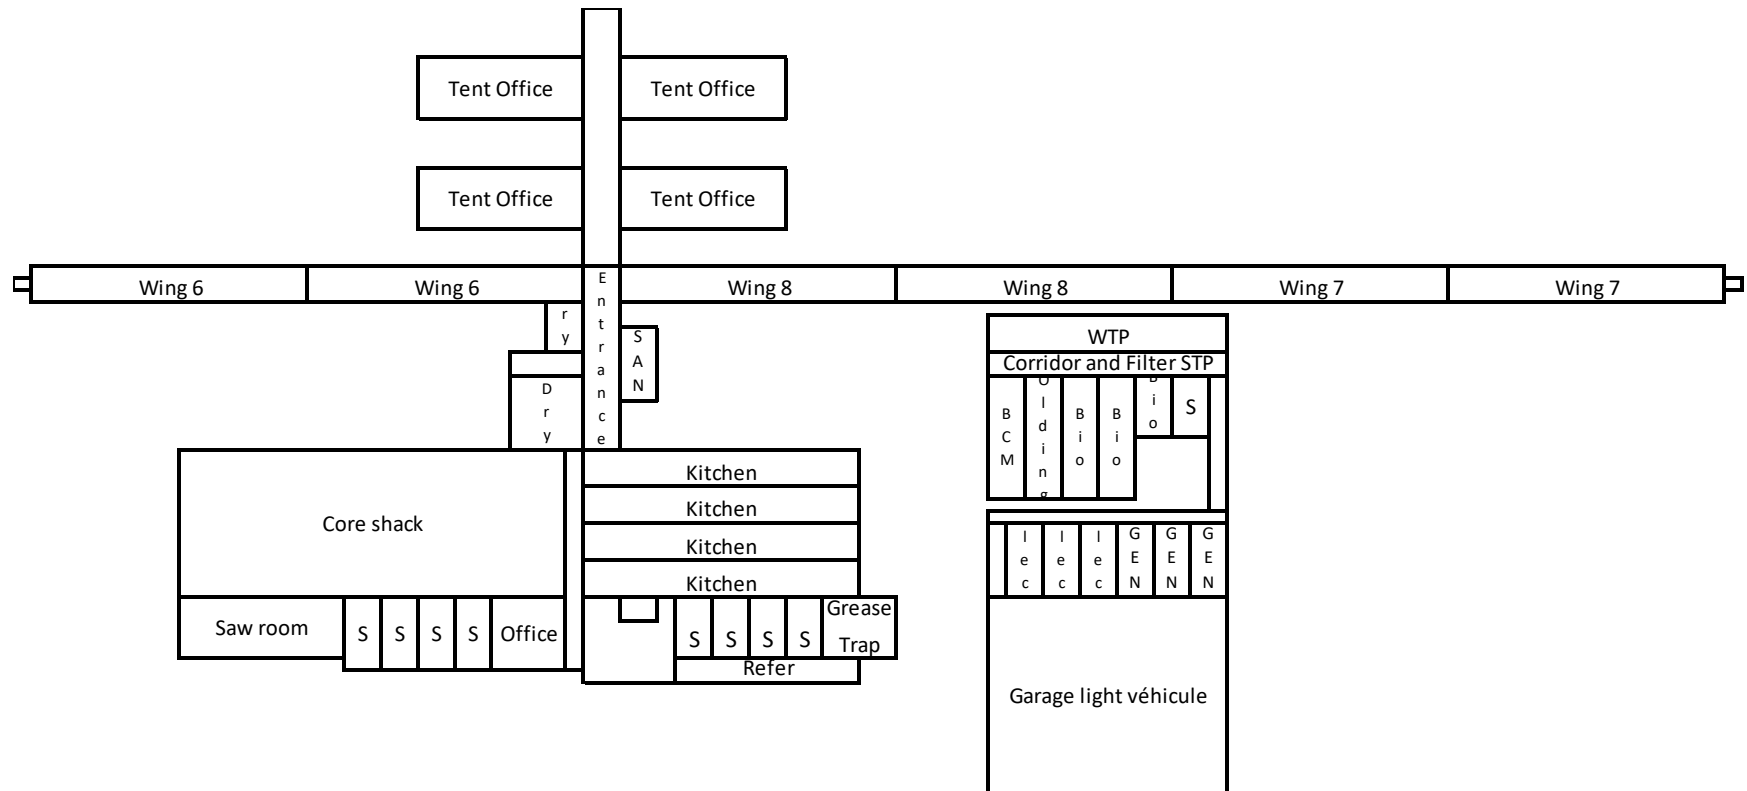 Tent Office
Tent Office
Tent Office
Tent Office
Wing 6
Wing 6
Entrance
Wing 8
Wing 8
Wing 7
Wing 7
ry
SAN
Dry
WTP
Corridor and Filter STP
BCM
Olding
Bio
Bio
Bio
S
Core shack
Kitchen
Kitchen
Kitchen
Kitchen
lec
lec
lec
GEN
GEN
GEN
Saw room
S
S
S
S
Office
S
S
S
S
Grease
Trap
Refer
Garage light véhicule